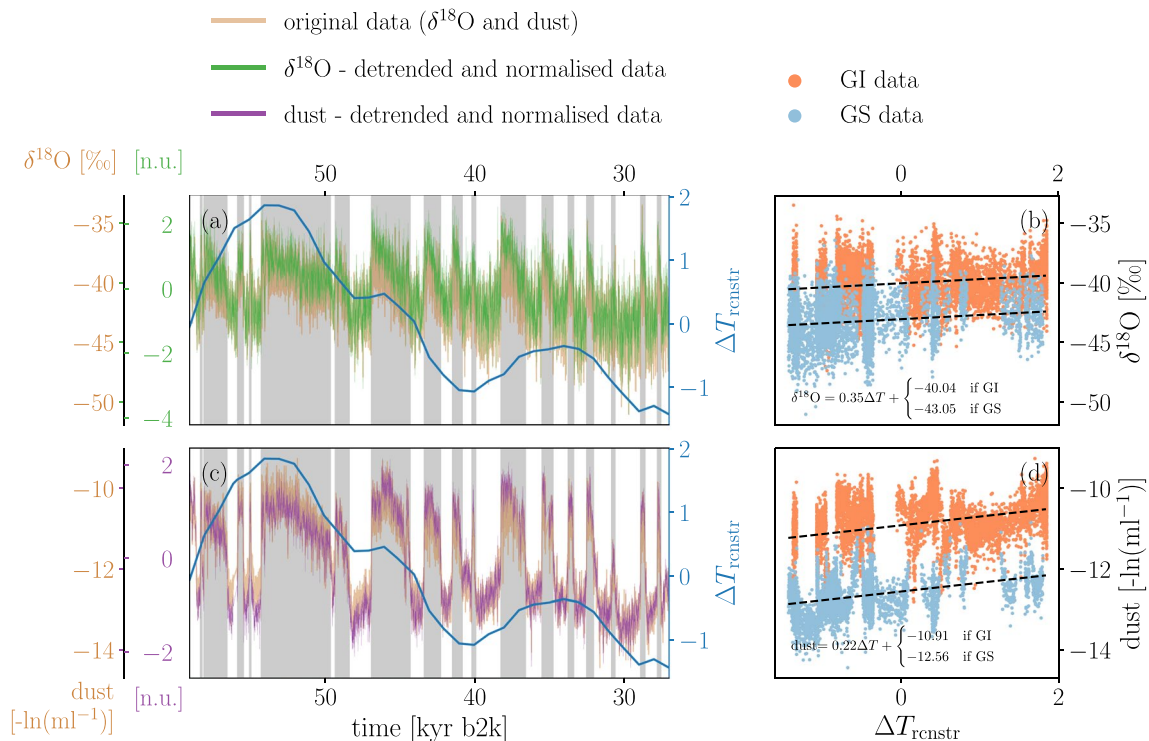 original data (δ¹⁸O and dust)
δ¹⁸O - detrended and normalised data
dust - detrended and normalised data
GI data
GS data
δ¹⁸O [‰] [n.u.]
50 40 30
0 2
(a)
−35
−40
−45
−50
2
0
−2
−4
2
1
0
−1
ΔT_rcnstr
(b)
−35
−40
−45
−50
δ¹⁸O [‰]
δ¹⁸O = 0.35ΔT + { −40.04 if GI
−43.05 if GS
(c)
−10
−12
−14
2
0
−2
2
1
0
−1
ΔT_rcnstr
(d)
−10
−12
−14
dust [-ln(ml⁻¹)]
dust= 0.22ΔT + { −10.91 if GI
−12.56 if GS
dust
[-ln(ml⁻¹)]
[n.u.]
50 40 30
time [kyr b2k]
0 2
ΔT_rcnstr